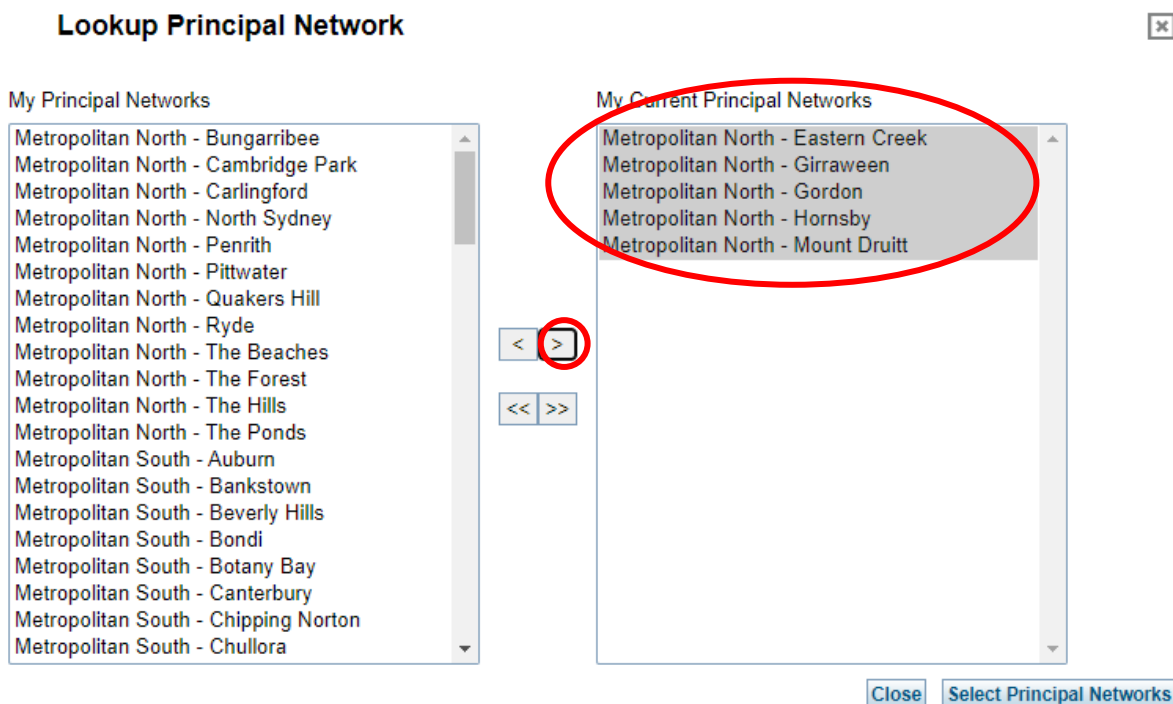 Lookup Principal Network
My Principal Networks
Metropolitan North - Bungarribee
Metropolitan North - Cambridge Park
Metropolitan North - Carlingford
Metropolitan North - North Sydney
Metropolitan North - Penrith
Metropolitan North - Pittwater
Metropolitan North - Quakers Hill
Metropolitan North - Ryde
Metropolitan North - The Beaches
Metropolitan North - The Forest
Metropolitan North - The Hills
Metropolitan North - The Ponds
Metropolitan South - Auburn
Metropolitan South - Bankstown
Metropolitan South - Beverly Hills
Metropolitan South - Bondi
Metropolitan South - Botany Bay
Metropolitan South - Canterbury
Metropolitan South - Chipping Norton
Metropolitan South - Chullora
< >
<< >>
My Current Principal Networks
Metropolitan North - Eastern Creek
Metropolitan North - Girraween
Metropolitan North - Gordon
Metropolitan North - Hornsby
Metropolitan North - Mount Druitt
Close Select Principal Networks